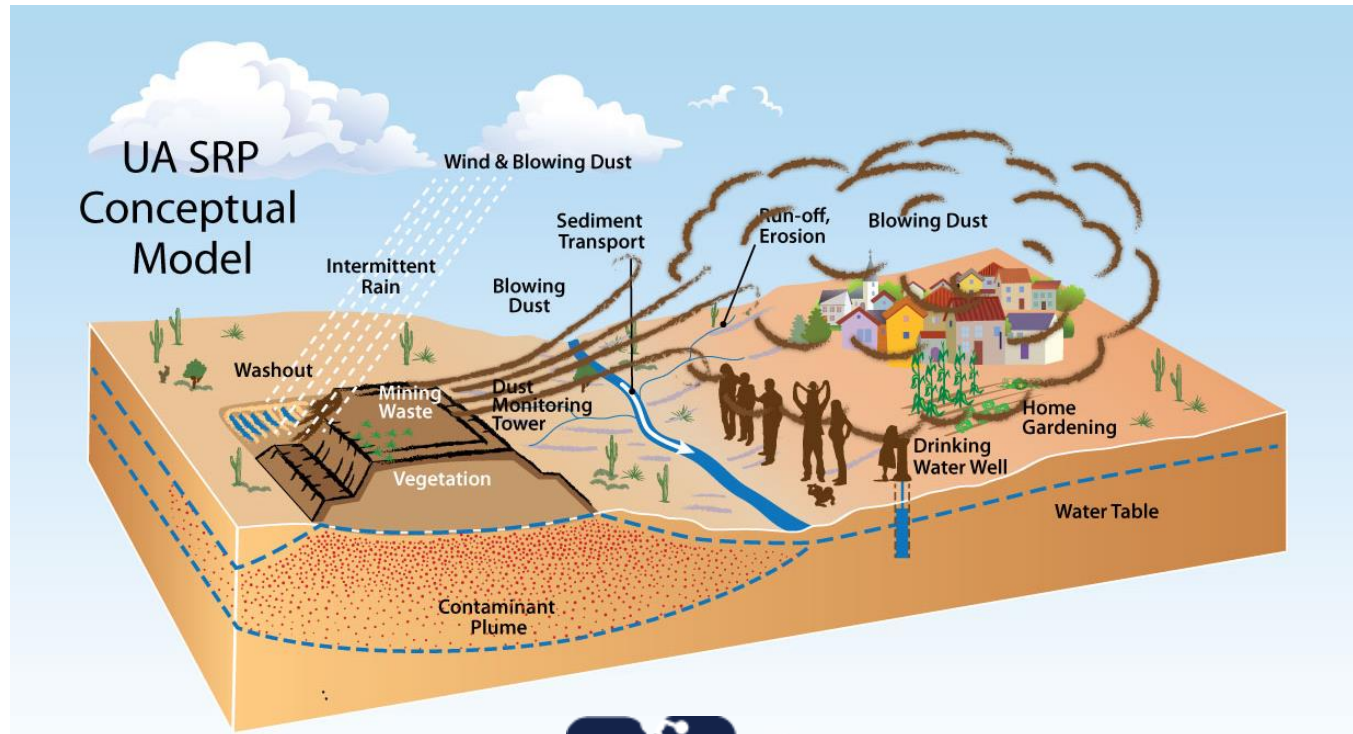 UA SRP
Conceptual
Model
Wind & Blowing Dust
Sediment
Transport
Run-off,
Erosion
Blowing Dust
Intermittent
Rain
Blowing
Dust
Washout
Mining
Waste
Dust
Monitoring
Tower
Vegetation
Home
Gardening
Drinking
Water Well
Water Table
Contaminant
Plume